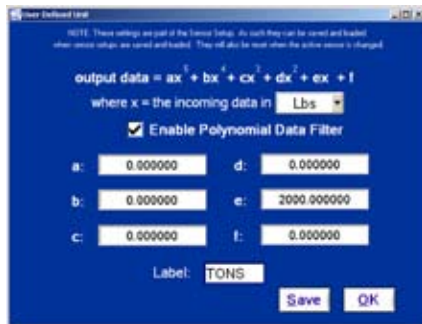 User Defined Unit
NOTE: These settings are part of the Sensor Setup. As such they can be saved and loaded
when sensor setups are saved and loaded. They will also be reset when the active sensor is changed.
output data = ax⁵ + bx⁴ + cx³ + dx² + ex + f
where x = the incoming data in Lbs
Enable Polynomial Data Filter
a: 0.000000 d: 0.000000
b: 0.000000 e: 2000.000000
c: 0.000000 f: 0.000000
Label: TONS
Save OK